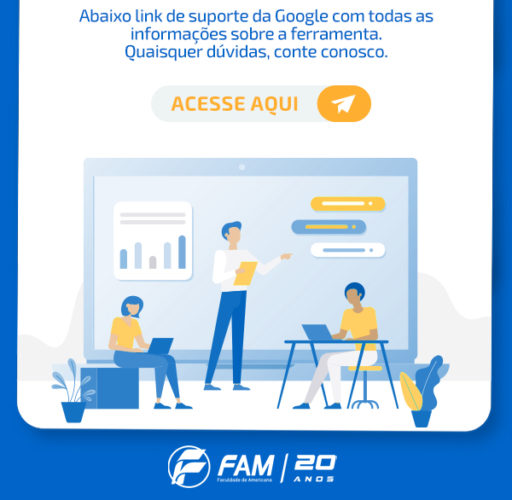 Abaixo link de suporte da Google com todas as
informações sobre a ferramenta.
Quaisquer dúvidas, conte conosco.
ACESSE AQUI
FAM
Faculdade de Americana
20
ANOS